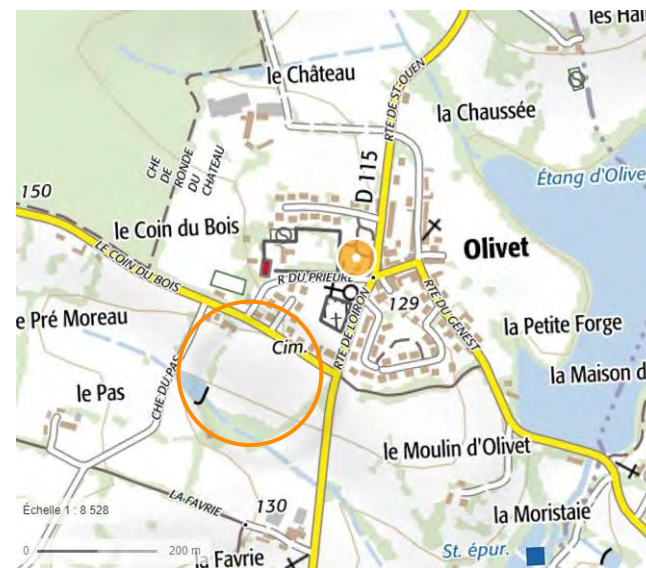 les
le Château
la Chaussée
RTE DE ST-OUEN
CHE
DE
RONDE
DU
CHATEAU
D 115
Étang d'Olive
150
le Coin du Bois
Olivet
LE COIN DU BOIS
R DU PRIEURE
129
RTE DE LOIRON
RTE DU GENEST
e Pré Moreau
Cim.
la Petite Forge
le Pas
CHE DU PAS
la Maison d
le Moulin d'Olivet
LA FAVRIE
130
Échelle 1 : 8 528
la Moristaie
0
200 m
la Favrie
St. épur.